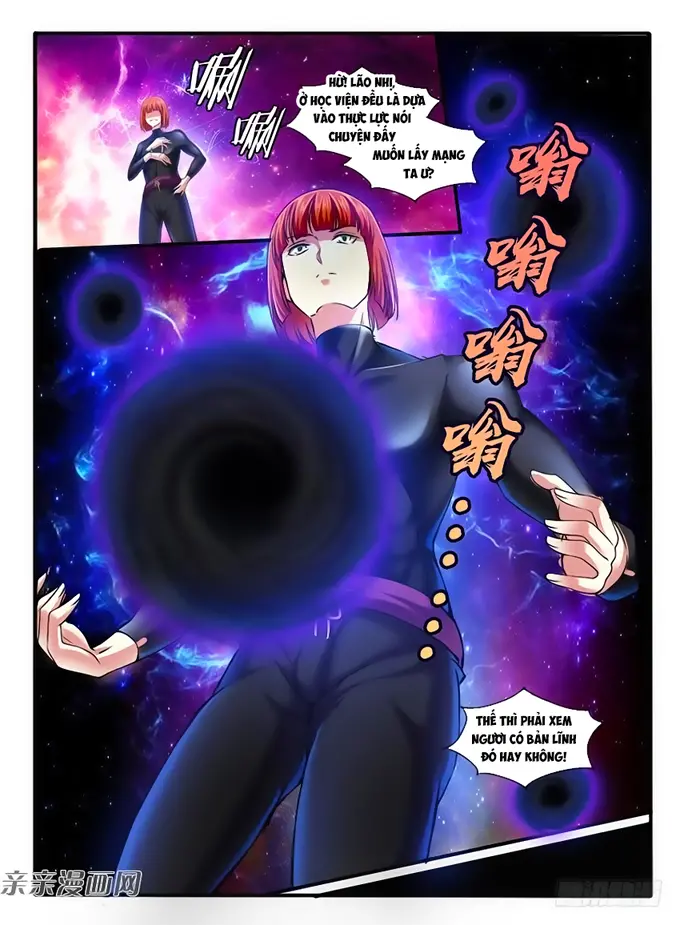 唰
唰
HỪ! LÃO NHỊ,
Ở HỌC VIỆN ĐỀU LÀ DỰA
VÀO THỰC LỰC NÓI
CHUYỆN ĐẤY
MUỐN LẤY MẠNG
TA Ư?
嗡
嗡
嗡
嗡
THẾ THÌ PHẢI XEM
NGƯƠI CÓ BẢN LĨNH
ĐÓ HAY KHÔNG!
亲亲漫画网